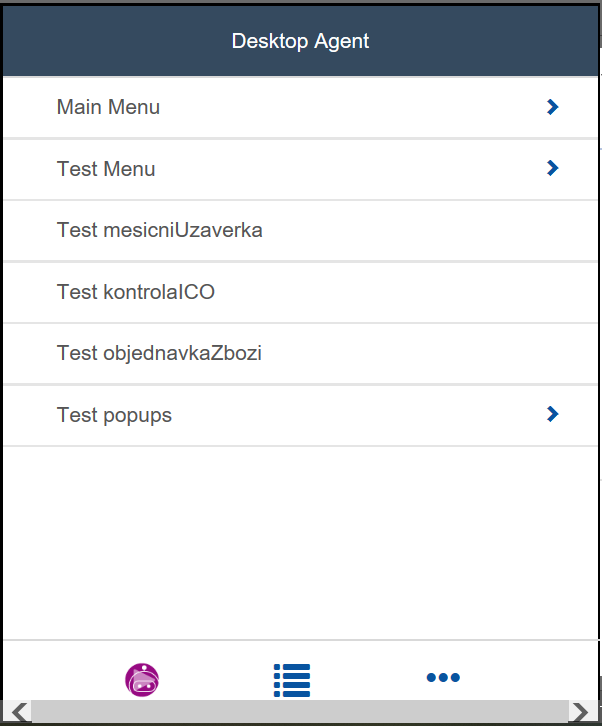 Desktop Agent
Main Menu
Test Menu
Test mesicniUzaverka
Test kontrolaICO
Test objednavkaZbozi
Test popups